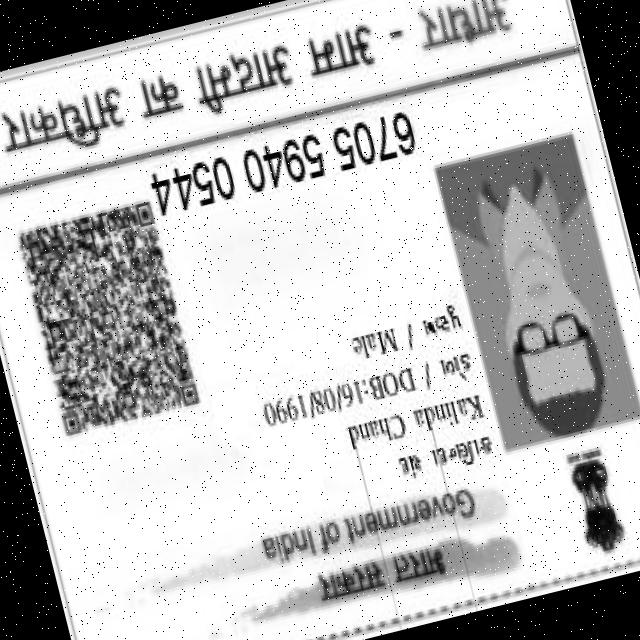 भारत सरकार
Government of India
Kalinda Chand
/ DOB:16/08/1990
/ Male
6705 5940 0544
आधार - आम आदमी का अधिकार